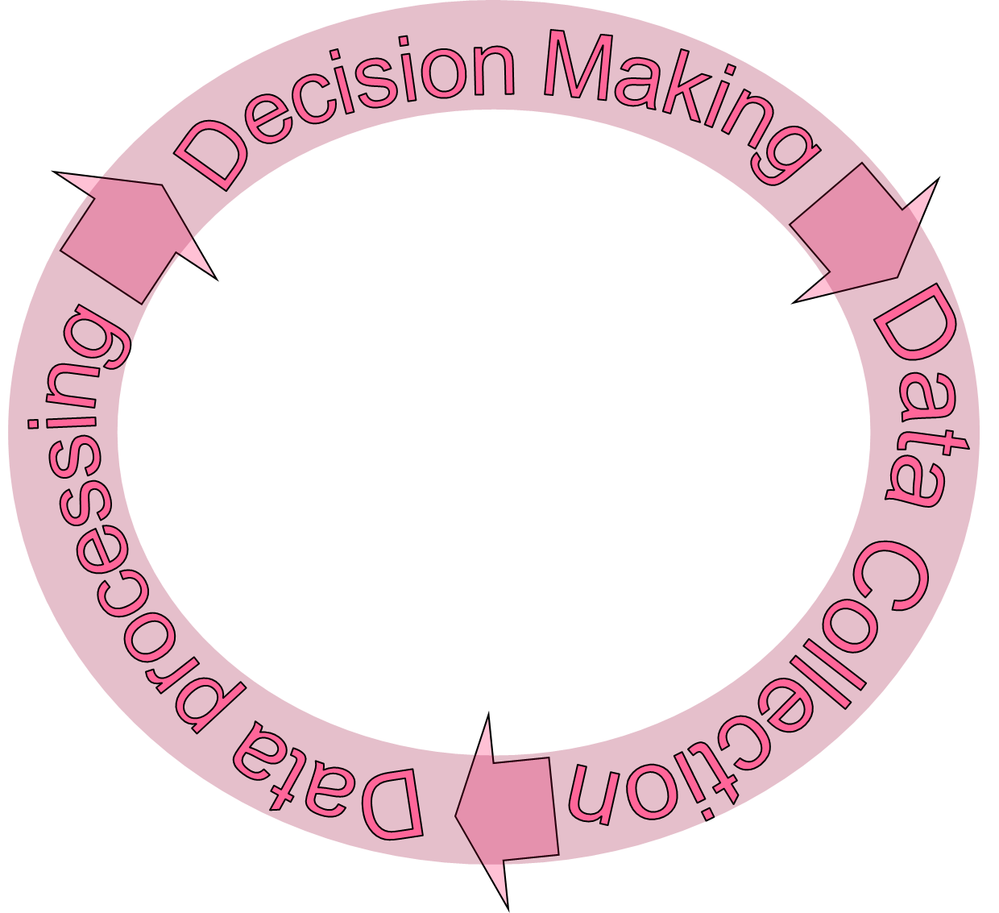 Decision Making
Data Collection
Data processing